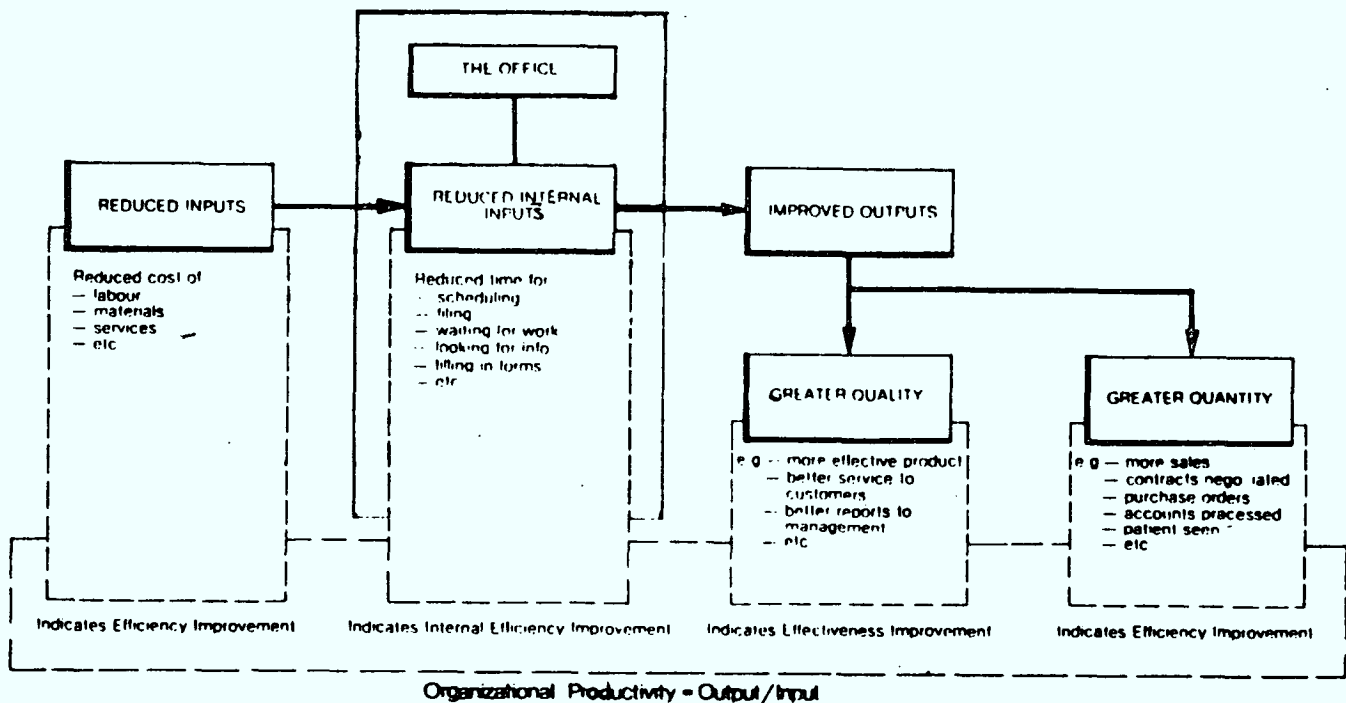 THE OFFICE
REDUCED INPUTS
REDUCED INTERNAL
INPUTS
IMPROVED OUTPUTS
Reduced cost of
— labour
— materials
— services
— etc
Reduced time for
- scheduling
-- filing
— waiting for work
-- looking for info
— filling in forms
— etc
GREATER QUALITY
GREATER QUANTITY
e g -- more effective product
— better service to
customers
-- better reports to
management
— etc
e g — more sales
— contracts negotiated
— purchase orders
— accounts processed
— patient seen
— etc
Indicates Efficiency Improvement
Indicates Internal Efficiency Improvement
Indicates Effectiveness Improvement
Indicates Efficiency Improvement
Organizational Productivity = Output/Input